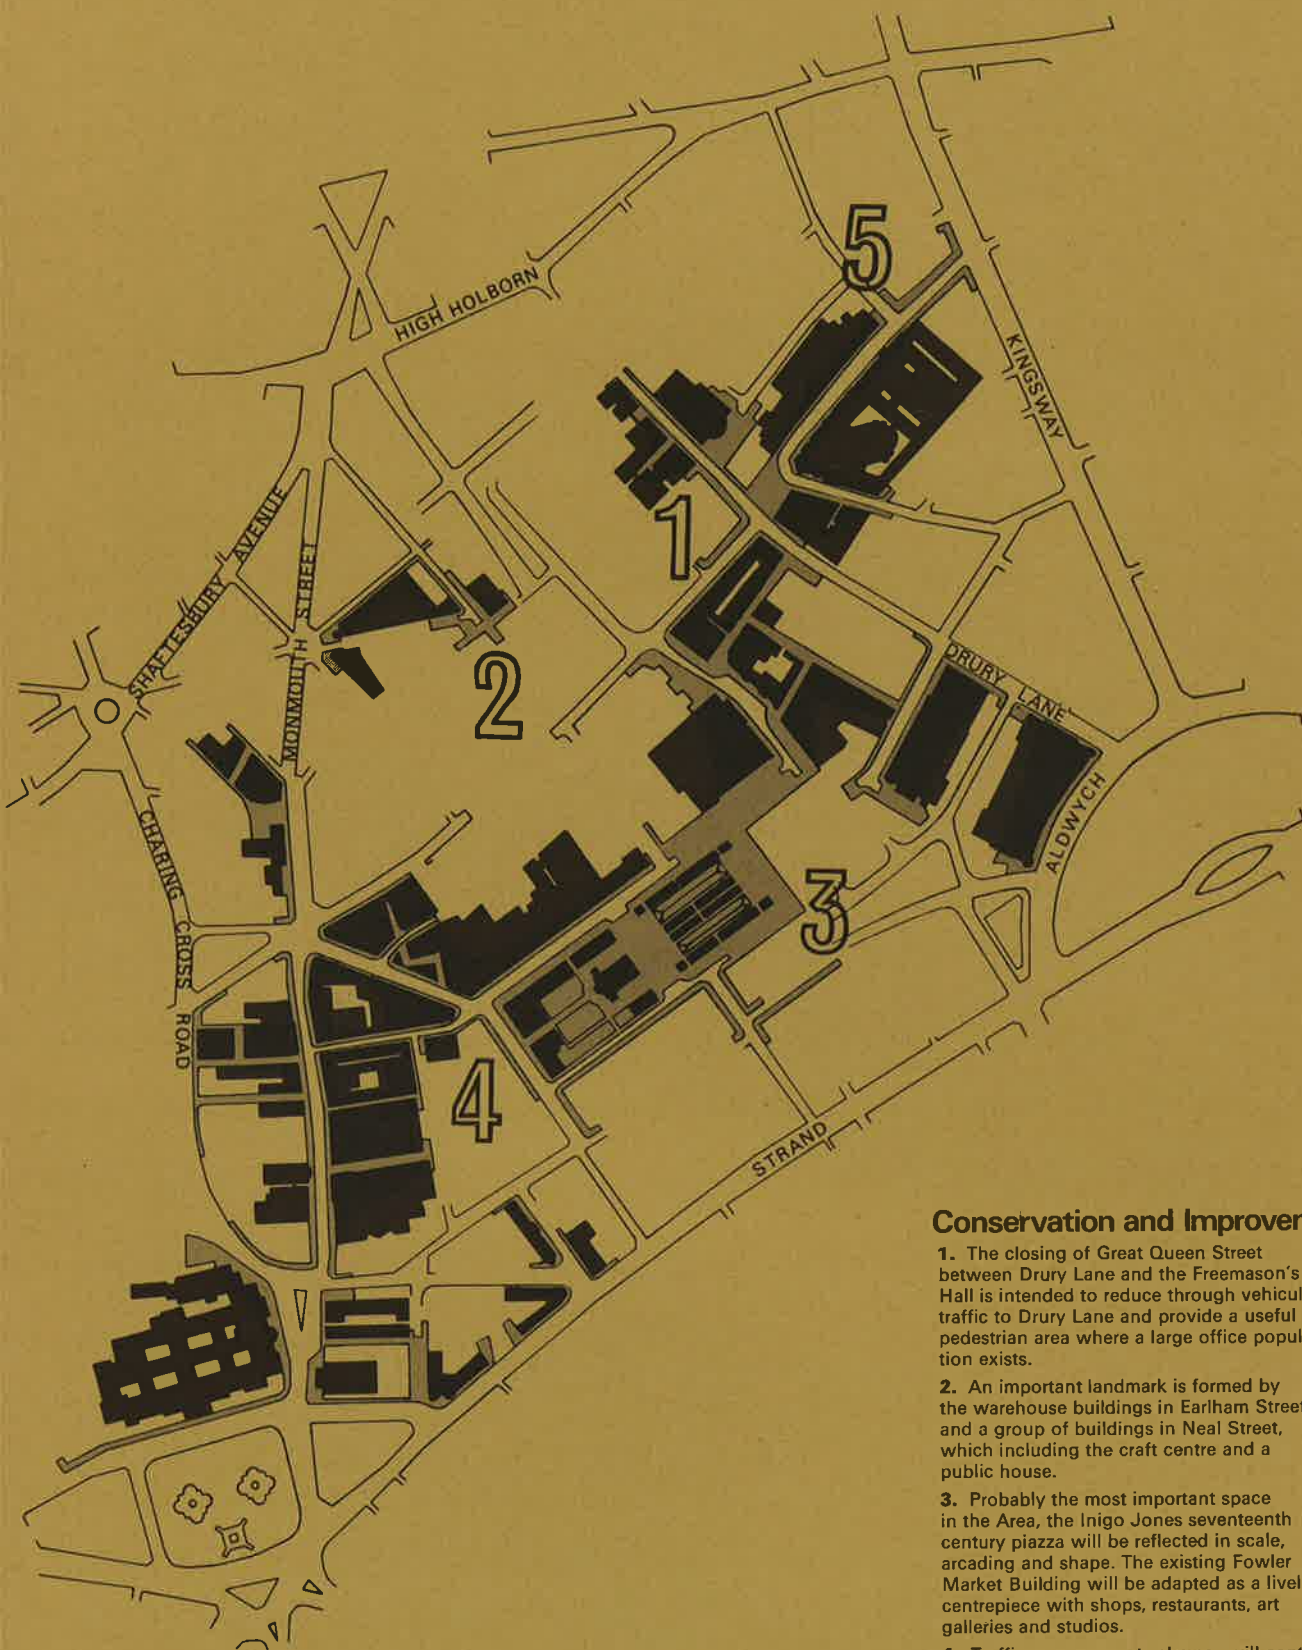 5
HIGH HOLBORN
KINGSWAY
1
SHAFTESBURY AVENUE
MONMOUTH STREET
2
DRURY LANE
CHARING CROSS ROAD
ALDWYCH
3
4
STRAND
Conservation and Improver
1. The closing of Great Queen Street
between Drury Lane and the Freemason's
Hall is intended to reduce through vehicul
traffic to Drury Lane and provide a useful
pedestrian area where a large office popul
tion exists.
2. An important landmark is formed by
the warehouse buildings in Earlham Street
and a group of buildings in Neal Street,
which including the craft centre and a
public house.
3. Probably the most important space
in the Area, the Inigo Jones seventeenth
century piazza will be reflected in scale,
arcading and shape. The existing Fowler
Market Building will be adapted as a livel
centrepiece with shops, restaurants, art
galleries and studios.